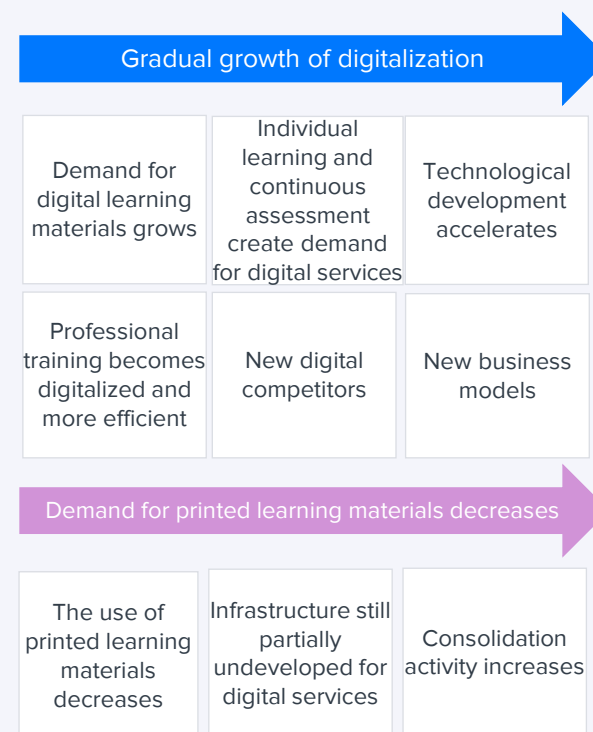 Gradual growth of digitalization
Demand for
digital learning
materials grows
Individual
learning and
continuous
assessment
create demand
for digital services
Technological
development
accelerates
Professional
training becomes
digitalized and
more efficient
New digital
competitors
New business
models
Demand for printed learning materials decreases
The use of
printed learning
materials
decreases
Infrastructure still
partially
undeveloped for
digital services
Consolidation
activity increases